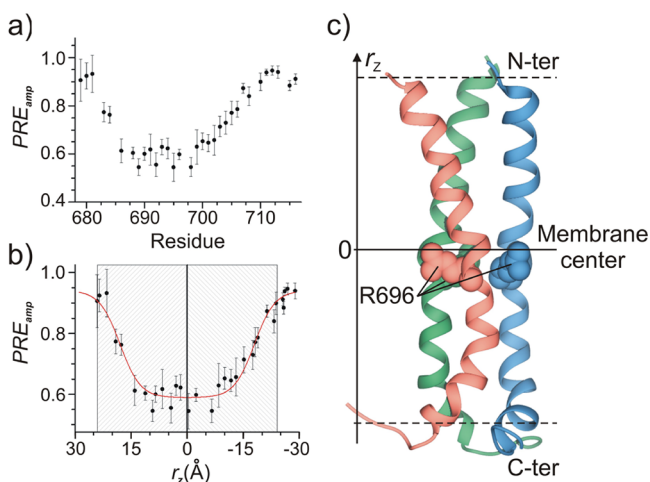 a)
PRE_amp
1.0
0.8
0.6
0.4
680 690 700 710
Residue
b)
PRE_amp
1.0
0.8
0.6
30 15 0 -15 -30
r_z(Å)
c)
r_z
N-ter
0
Membrane
center
R696
C-ter